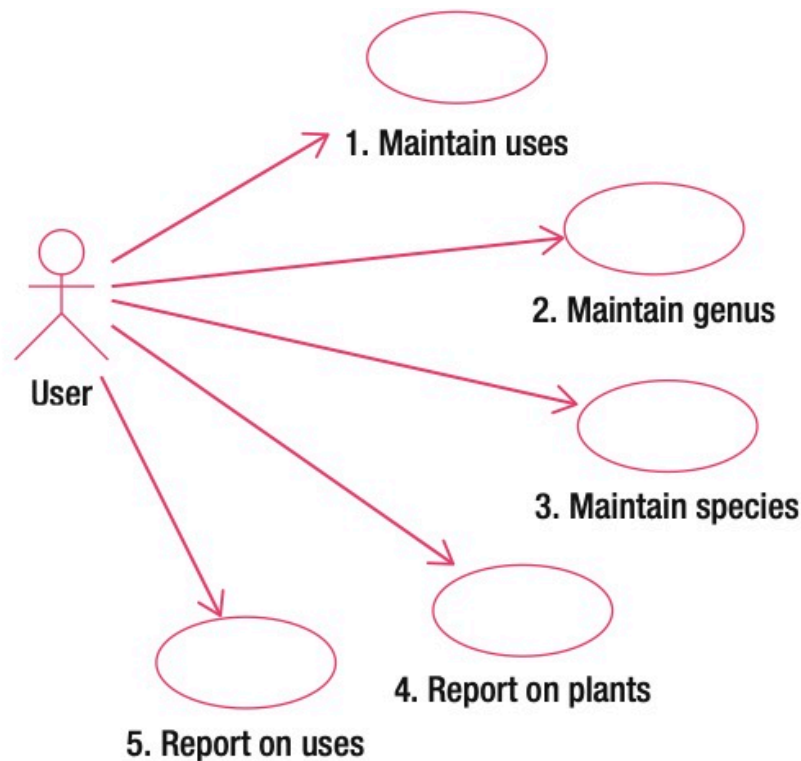 1. Maintain uses
2. Maintain genus
User
3. Maintain species
4. Report on plants
5. Report on uses